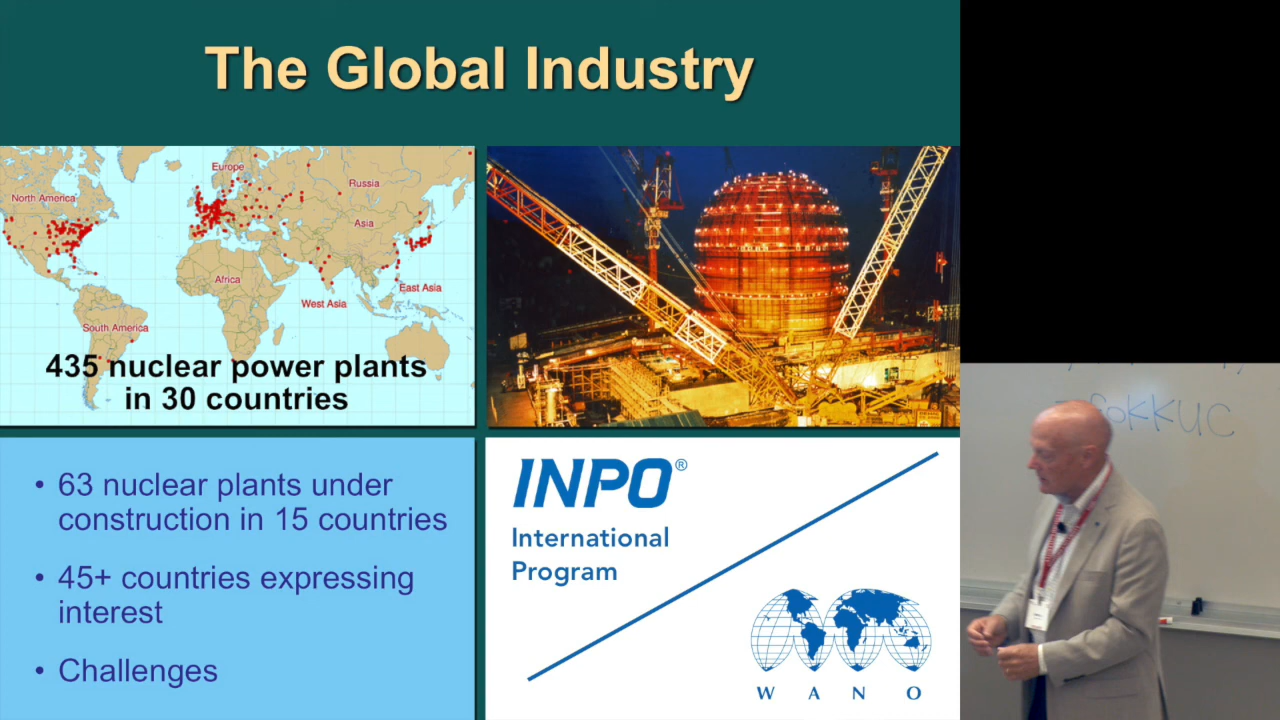 The Global Industry
Europe
North America
Russia
Asia
Africa
East Asia
West Asia
South America
435 nuclear power plants
in 30 countries
• 63 nuclear plants under
construction in 15 countries
• 45+ countries expressing
interest
• Challenges
INPO®
International
Program
W A N O